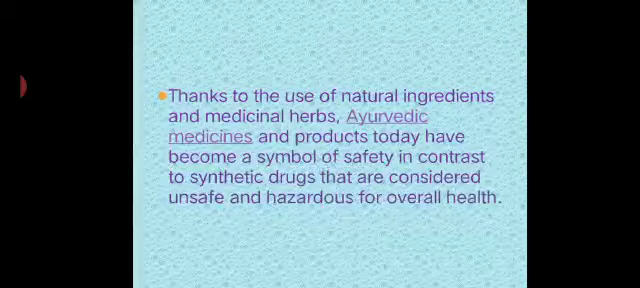 Thanks to the use of natural ingredients
and medicinal herbs, Ayurvedic
medicines and products today have
become a symbol of safety in contrast
to synthetic drugs that are considered
unsafe and hazardous for overall health.